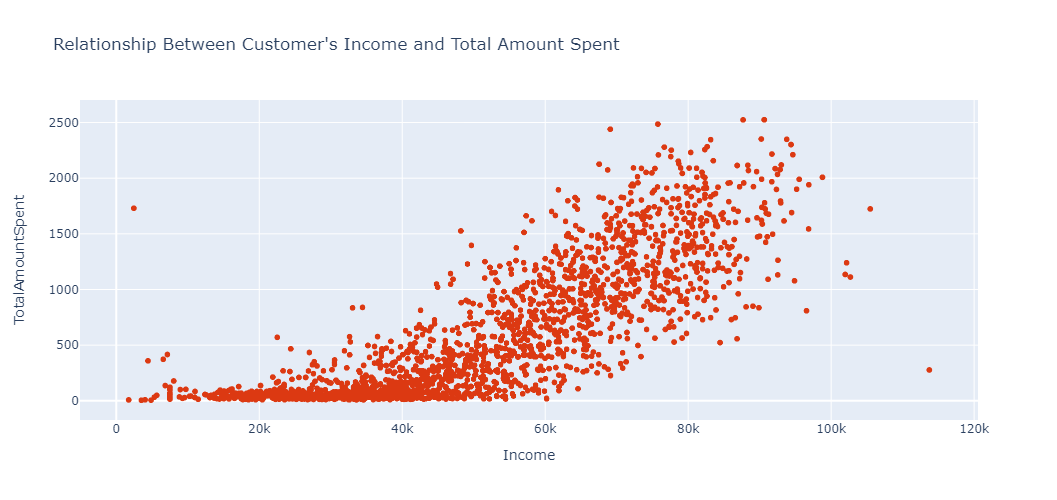 Relationship Between Customer's Income and Total Amount Spent
TotalAmountSpent
2500
2000
1500
1000
500
0
0 20k 40k 60k 80k 100k 120k
Income